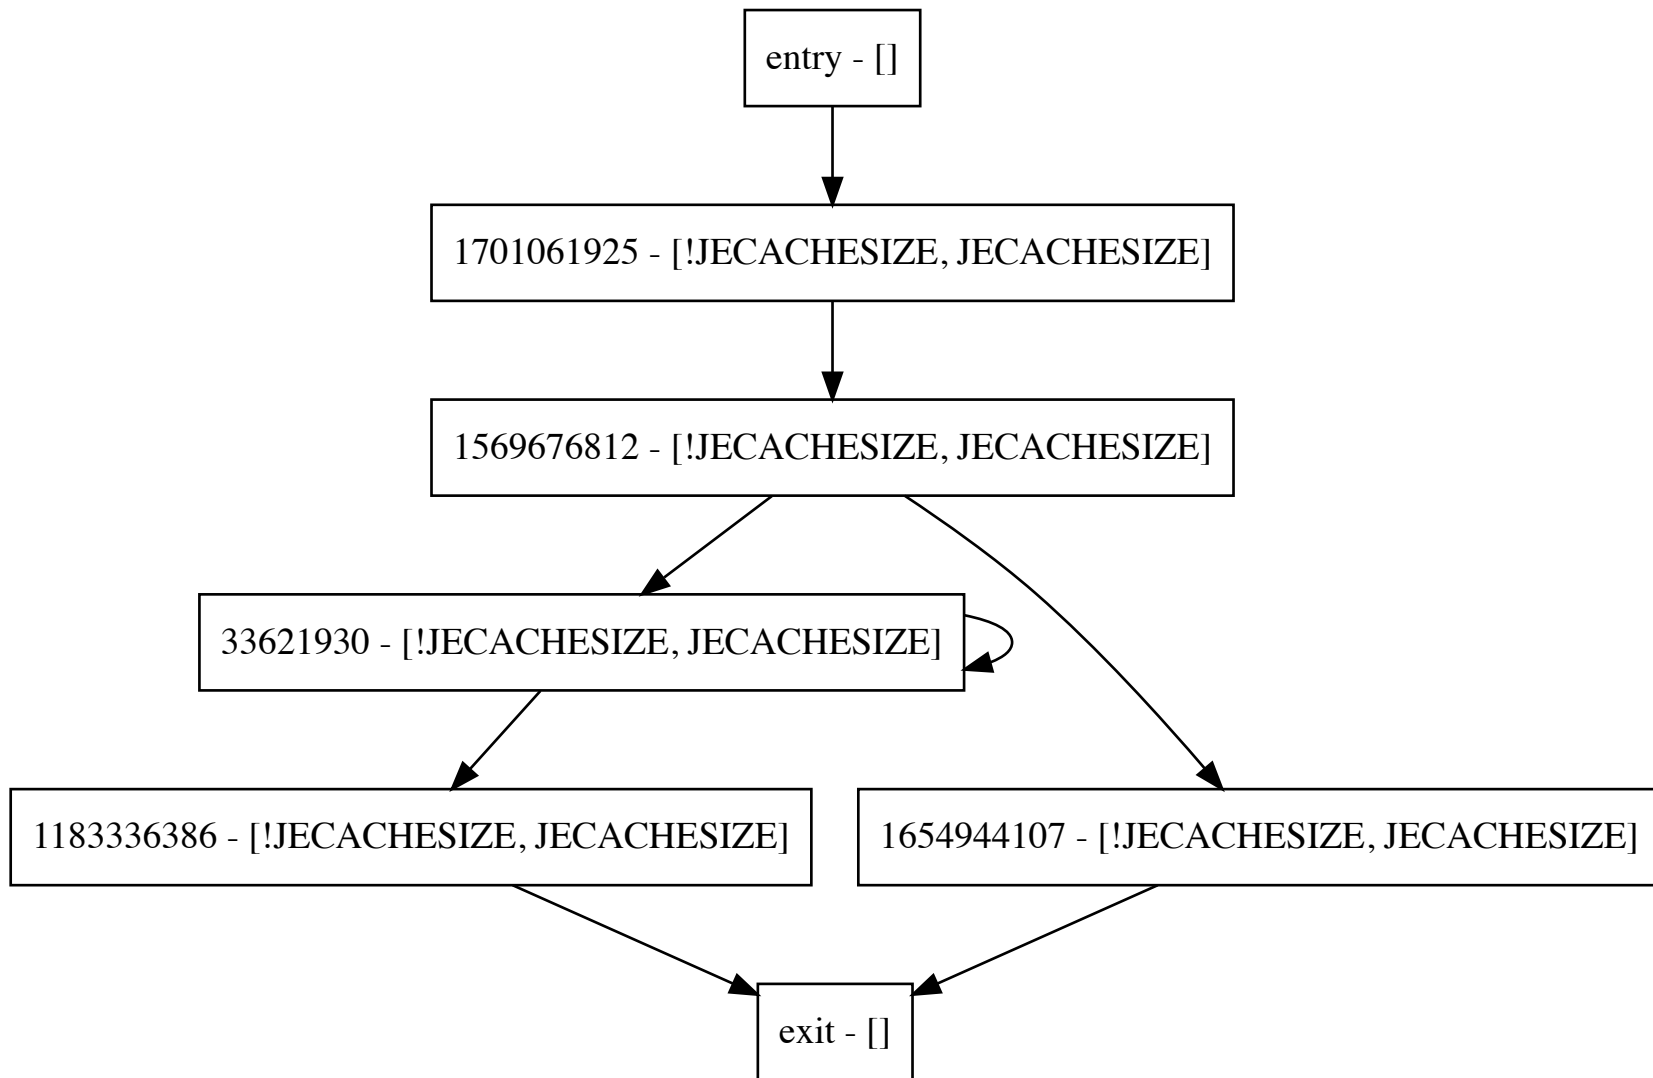 entry - []
1701061925 - [!JECACHESIZE, JECACHESIZE]
1569676812 - [!JECACHESIZE, JECACHESIZE]
33621930 - [!JECACHESIZE, JECACHESIZE]
1183336386 - [!JECACHESIZE, JECACHESIZE]
1654944107 - [!JECACHESIZE, JECACHESIZE]
exit - []